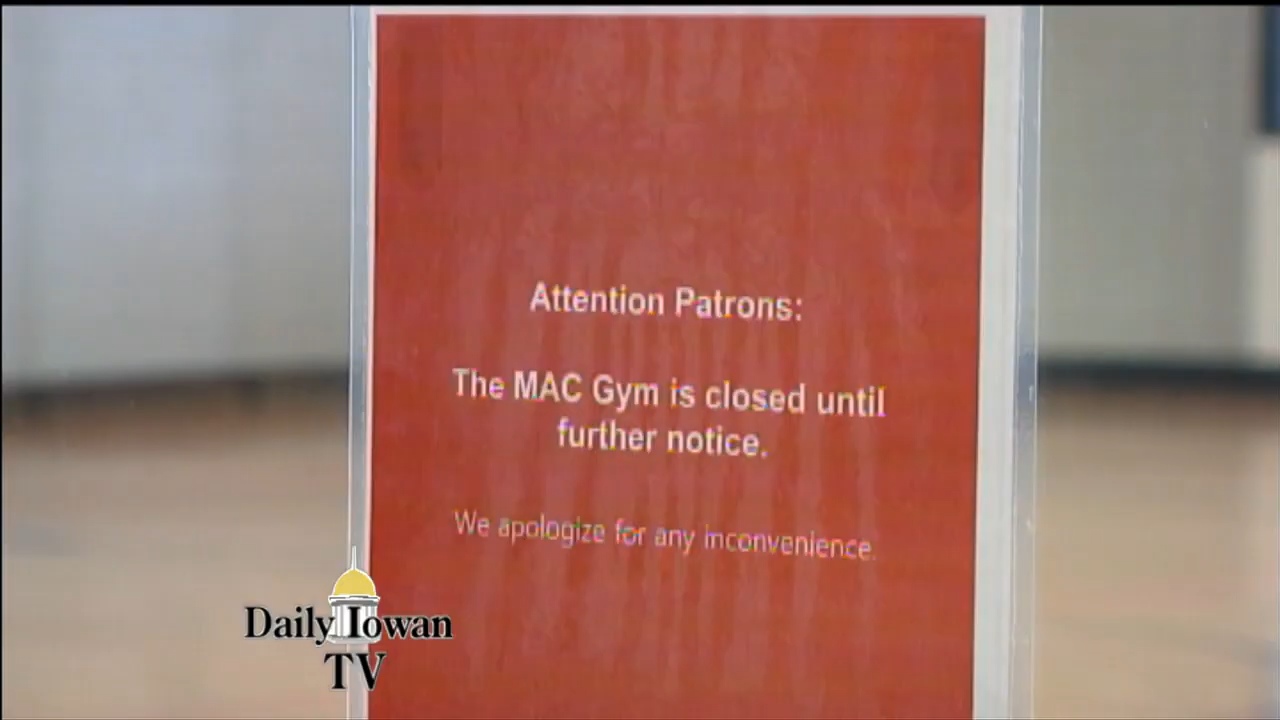 Attention Patrons:
The MAC Gym is closed until
further notice.
We apologize for any inconvenience.
Daily Iowan
TV